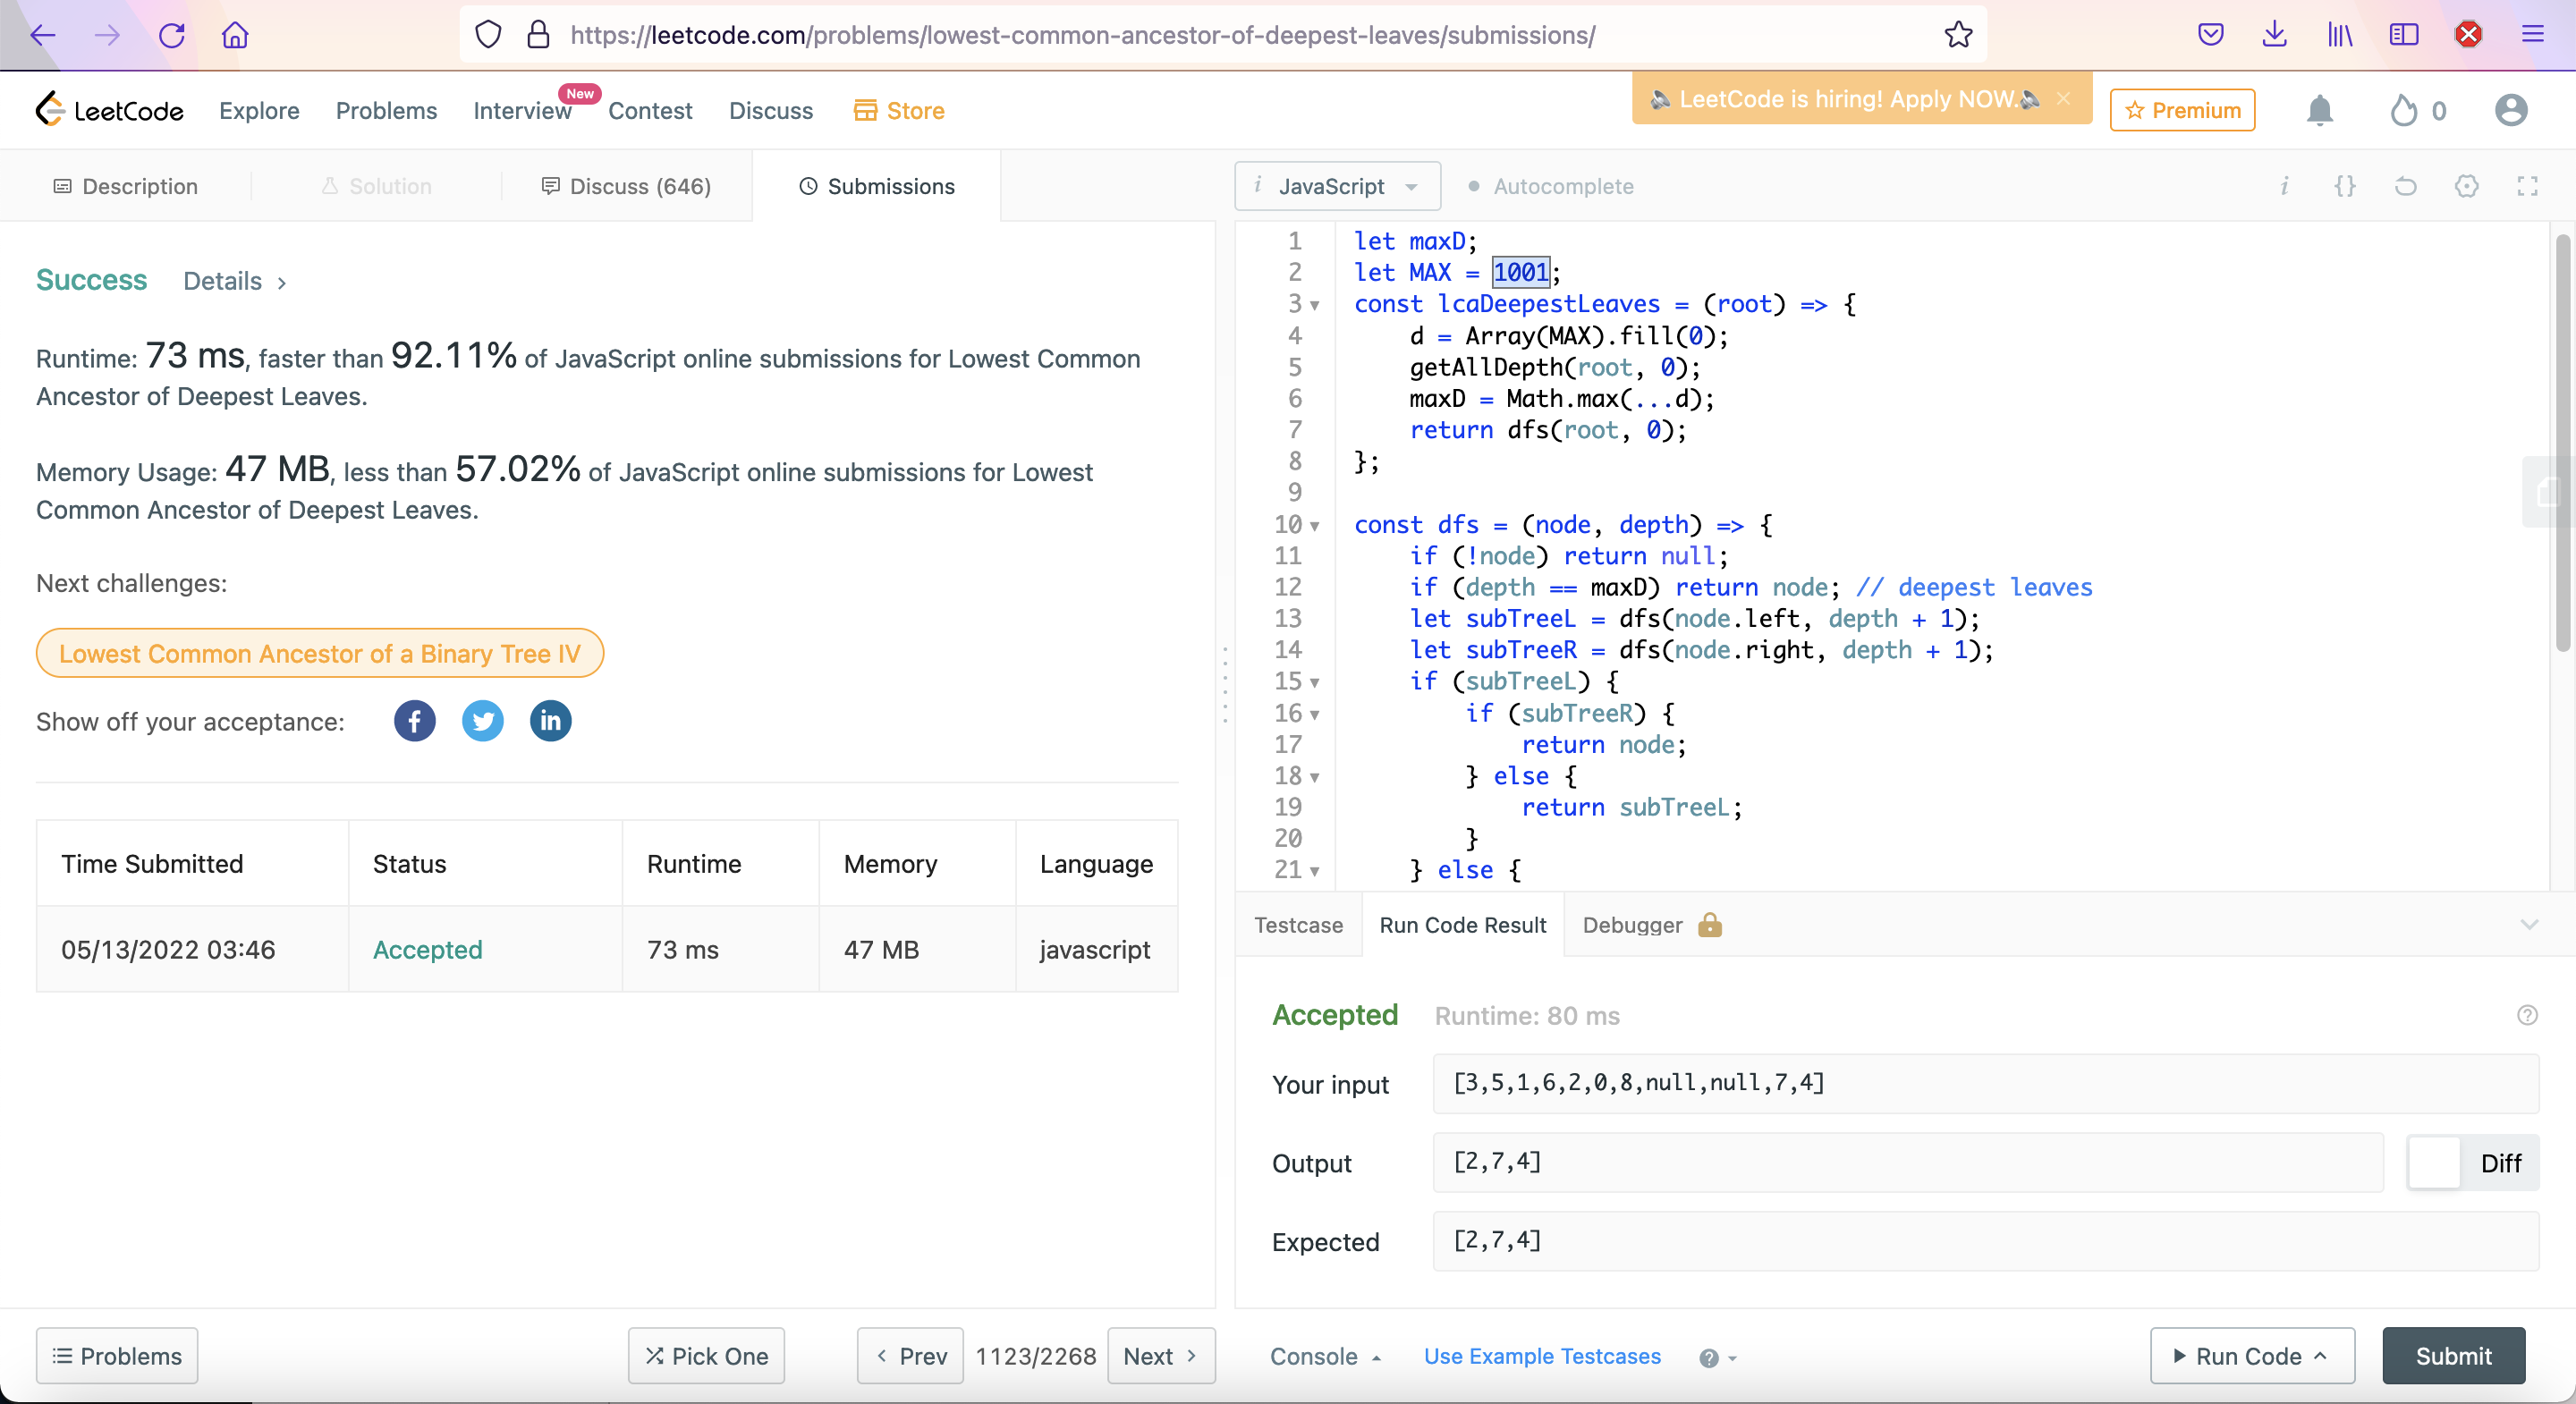 https://leetcode.com/problems/lowest-common-ancestor-of-deepest-leaves/submissions/
LeetCode
Explore
Problems
Interview
New
Contest
Discuss
Store
LeetCode is hiring! Apply NOW.
Premium
0
Description
Solution
Discuss (646)
Submissions
i JavaScript
Autocomplete
Success
Details
Runtime: 73 ms, faster than 92.11% of JavaScript online submissions for Lowest Common
Ancestor of Deepest Leaves.
Memory Usage: 47 MB, less than 57.02% of JavaScript online submissions for Lowest
Common Ancestor of Deepest Leaves.
Next challenges:
Lowest Common Ancestor of a Binary Tree IV
Show off your acceptance:
Time Submitted Status Runtime Memory Language
05/13/2022 03:46 Accepted 73 ms 47 MB javascript
1 let maxD;
2 let MAX = 1001;
3 const lcaDeepestLeaves = (root) => {
4 d = Array(MAX).fill(0);
5 getAllDepth(root, 0);
6 maxD = Math.max(...d);
7 return dfs(root, 0);
8 };
9
10 const dfs = (node, depth) => {
11 if (!node) return null;
12 if (depth == maxD) return node; // deepest leaves
13 let subTreeL = dfs(node.left, depth + 1);
14 let subTreeR = dfs(node.right, depth + 1);
15 if (subTreeL) {
16 if (subTreeR) {
17 return node;
18 } else {
19 return subTreeL;
20 }
21 } else {
Testcase
Run Code Result
Debugger
Accepted
Runtime: 80 ms
Your input
[3,5,1,6,2,0,8,null,null,7,4]
Output
[2,7,4]
Diff
Expected
[2,7,4]
Problems
Pick One
Prev
1123/2268
Next
Console
Use Example Testcases
Run Code
Submit